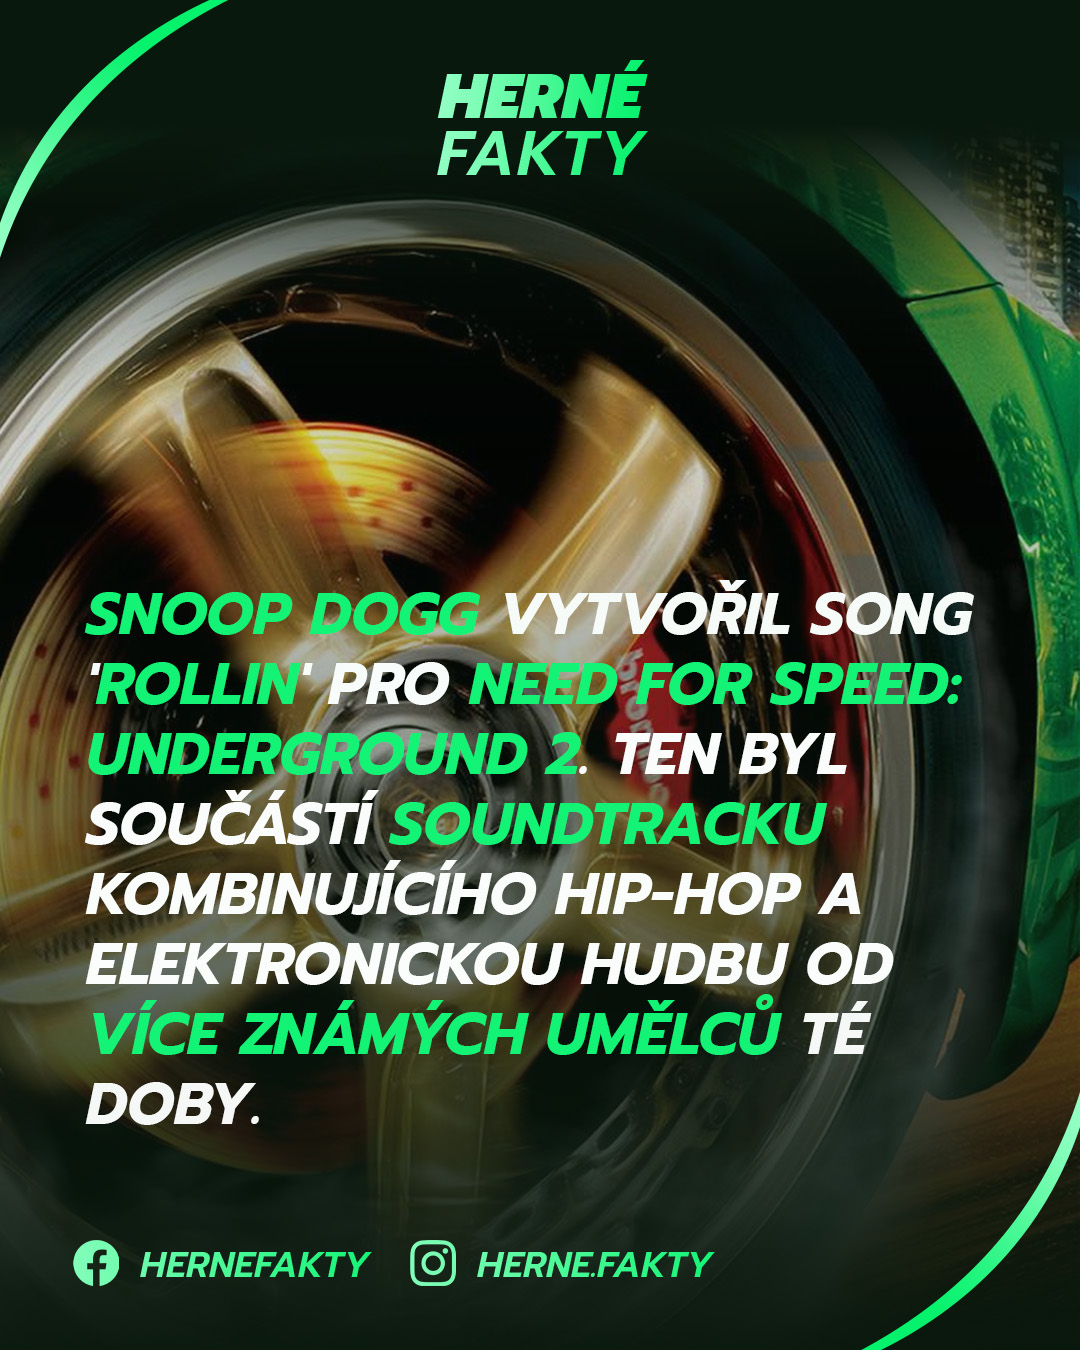 HERNÉ
FAKTY
SNOOP DOGG VYTVOŘIL SONG
'ROLLIN' PRO NEED FOR SPEED:
UNDERGROUND 2. TEN BYL
SOUČÁSTÍ SOUNDTRACKU
KOMBINUJÍCÍHO HIP-HOP A
ELEKTRONICKOU HUDBU OD
VÍCE ZNÁMÝCH UMĚLCŮ TÉ
DOBY.
HERNEFAKTY HERNE.FAKTY